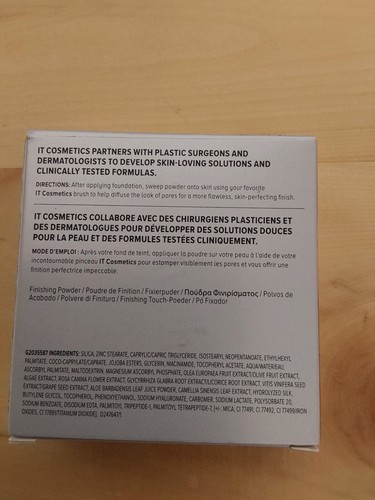 IT COSMETICS PARTNERS WITH PLASTIC SURGEONS AND
DERMATOLOGISTS TO DEVELOP SKIN-LOVING SOLUTIONS AND
CLINICALLY TESTED FORMULAS.
DIRECTIONS: After applying foundation, sweep powder onto skin using your favorite
IT Cosmetics brush to help diffuse the look of pores for a more flawless, skin-perfecting finish.
IT COSMETICS COLLABORE AVEC DES CHIRURGIENS PLASTICIENS ET
DES DERMATOLOGUES POUR DÉVELOPPER DES SOLUTIONS DOUCES
POUR LA PEAU ET DES FORMULES TESTÉES CLINIQUEMENT.
MODE D'EMPLOI : Après votre fond de teint, appliquer la poudre sur votre peau à l'aide de votre
incontournable pinceau IT Cosmetics pour estomper visiblement les pores et vous offrir une
finition perfectrice impeccable.
Finishing Powder / Poudre de Finition / Fixierpuder / Πούδρα Φινιρίσματος / Polvos de
Acabado / Polvere di Finitura / Finishing Touch-Poeder / Pó Fixador
G2035587 INGREDIENTS: SILICA, ZINC STEARATE, CAPRYLIC/CAPRIC TRIGLYCERIDE, ISOSTEARYL NEOPENTANOATE, ETHYLHEXYL
PALMITATE, COCO-CAPRYLATE/CAPRATE, JOJOBA ESTERS, GLYCERIN, NIACINAMIDE, TOCOPHERYL ACETATE, AQUA/WATER/EAU,
ASCORBYL PALMITATE, MALTODEXTRIN, MAGNESIUM ASCORBYL PHOSPHATE, OLEA EUROPAEA FRUIT EXTRACT/OLIVE FRUIT EXTRACT,
ALGAE EXTRACT, ROSA CANINA FLOWER EXTRACT, GLYCYRRHIZA GLABRA ROOT EXTRACT/LICORICE ROOT EXTRACT, VITIS VINIFERA SEED
EXTRACT/GRAPE SEED EXTRACT, ALOE BARBADENSIS LEAF JUICE POWDER, CAMELLIA SINENSIS LEAF EXTRACT, HYDROLYZED SILK,
BUTYLENE GLYCOL, TOCOPHEROL, PHENOXYETHANOL, SODIUM HYALURONATE, CARBOMER, SODIUM LACTATE, POLYSORBATE 20,
SODIUM BENZOATE, DISODIUM EDTA, PALMITOYL TRIPEPTIDE-1, PALMITOYL TETRAPEPTIDE-7, [+/- MICA, CI 77491, CI 77492, CI 77499/IRON
OXIDES, CI 77891/TITANIUM DIOXIDE].